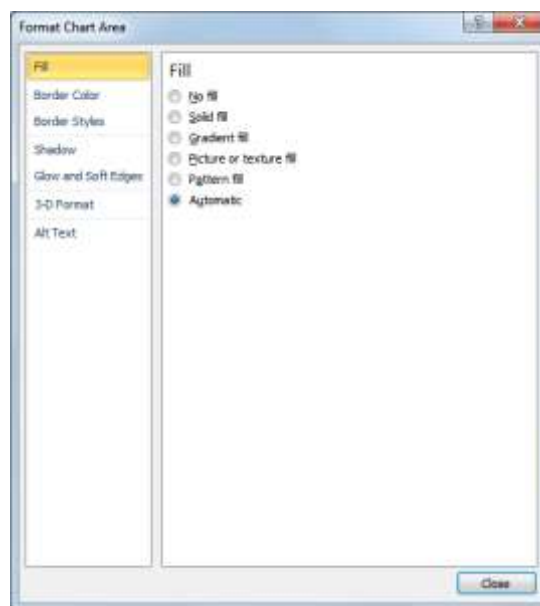 Format Chart Area
Fill
Border Color
Border Styles
Shadow
Glow and Soft Edges
3-D Format
Alt Text
Fill
No fill
Solid fill
Gradient fill
Picture or texture fill
Pattern fill
Automatic
Close